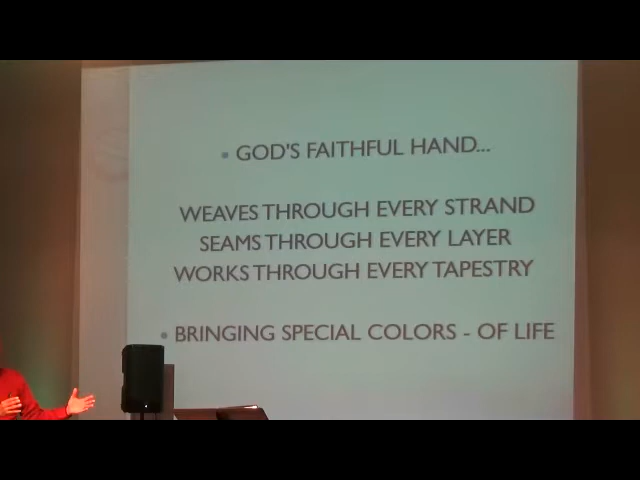 • GOD'S FAITHFUL HAND...
WEAVES THROUGH EVERY STRAND
SEAMS THROUGH EVERY LAYER
WORKS THROUGH EVERY TAPESTRY
• BRINGING SPECIAL COLORS - OF LIFE